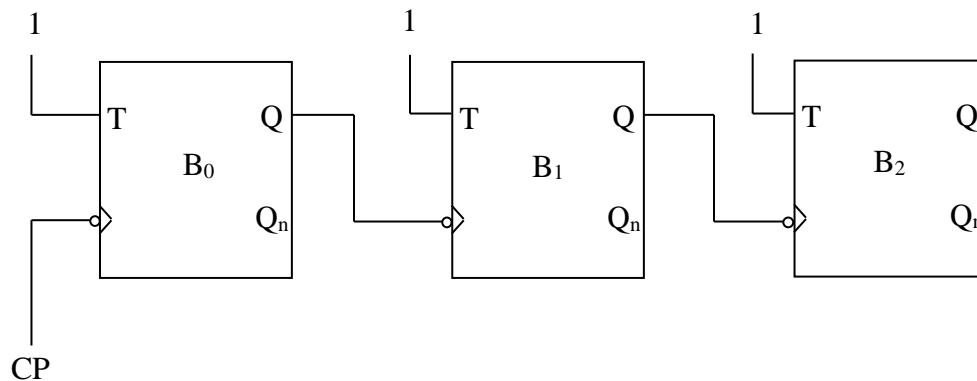 1 1 1
T Q T Q T Q
B₀ B₁ B₂
Qₙ Qₙ
CP